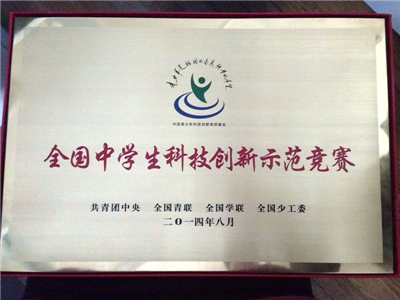 全国中学生科技创新示范竞赛
共青团中央 全国青联 全国学联 全国少工委
二〇一四年八月